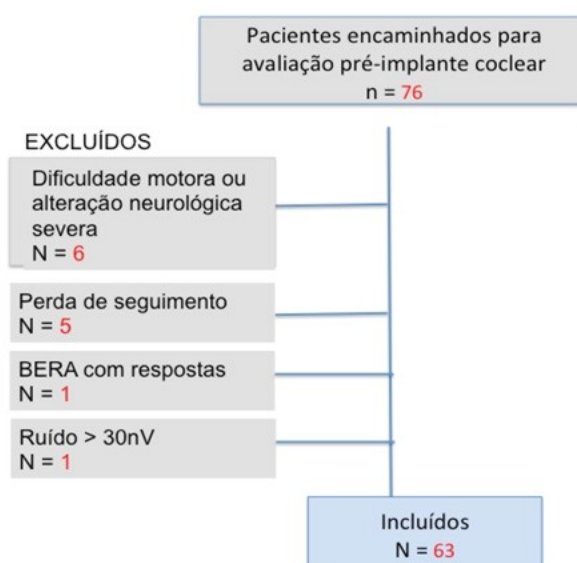 Pacientes encaminhados para
avaliação pré-implante coclear
n = 76
EXCLUÍDOS
Dificuldade motora ou
alteração neurológica
severa
N = 6
Perda de seguimento
N = 5
BERA com respostas
N = 1
Ruído > 30nV
N = 1
Incluídos
N = 63